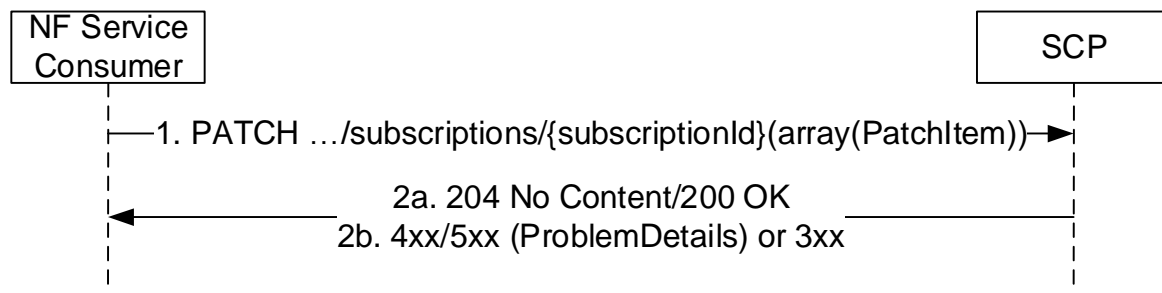 NF Service
Consumer
SCP
1. PATCH …/subscriptions/{subscriptionId}(array(PatchItem))
2a. 204 No Content/200 OK
2b. 4xx/5xx (ProblemDetails) or 3xx